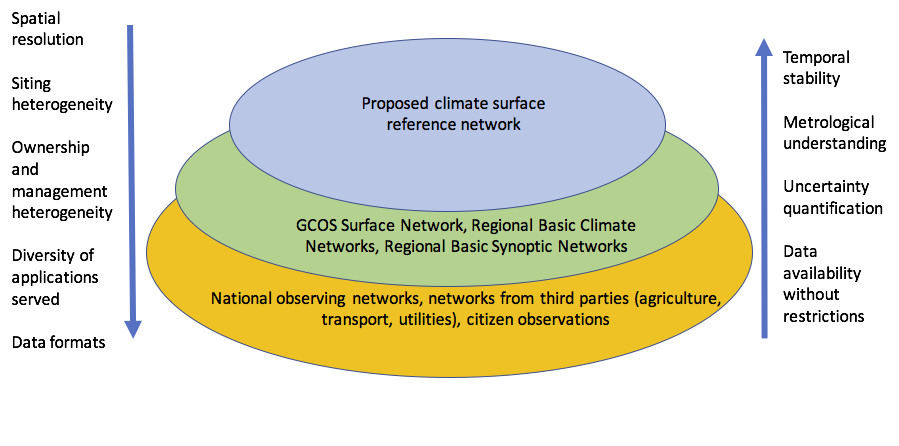 Spatial
resolution
Siting
heterogeneity
Ownership
and
management
heterogeneity
Diversity of
applications
served
Data formats
Proposed climate surface
reference network
GCOS Surface Network, Regional Basic Climate
Networks, Regional Basic Synoptic Networks
National observing networks, networks from third parties (agriculture,
transport, utilities), citizen observations
Temporal
stability
Metrological
understanding
Uncertainty
quantification
Data
availability
without
restrictions